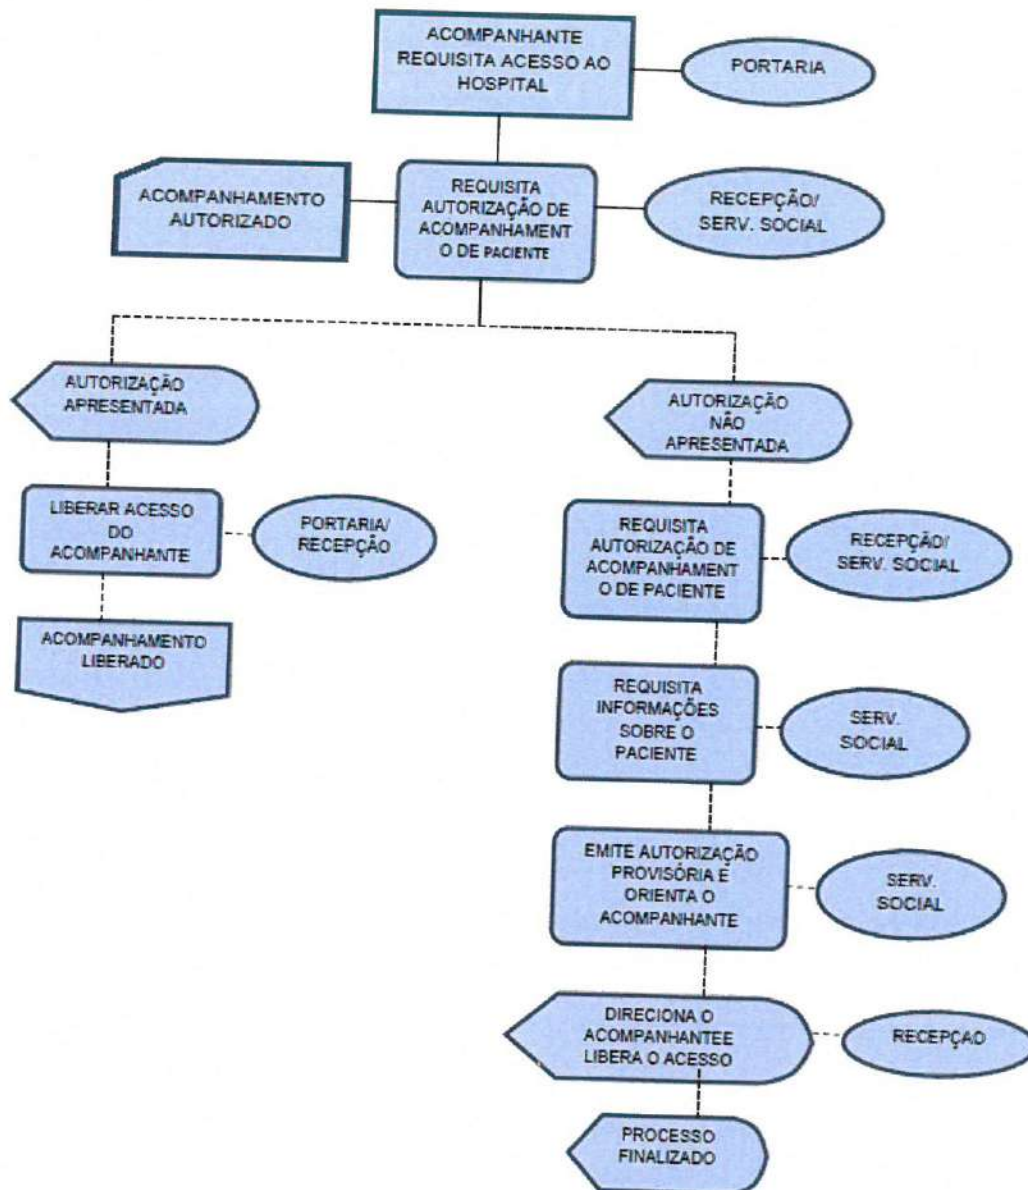 ACOMPANHANTE
REQUISITA ACESSO AO
HOSPITAL
PORTARIA
ACOMPANHAMENTO
AUTORIZADO
REQUISITA
AUTORIZAÇÃO DE
ACOMPANHAMENT
O DE PACIENTE
RECEPÇÃO/
SERV. SOCIAL
AUTORIZAÇÃO
APRESENTADA
AUTORIZAÇÃO
NÃO
APRESENTADA
LIBERAR ACESSO
DO
ACOMPANHANTE
PORTARIA/
RECEPÇÃO
REQUISITA
AUTORIZAÇÃO DE
ACOMPANHAMENT
O DE PACIENTE
RECEPÇÃO/
SERV. SOCIAL
ACOMPANHAMENTO
LIBERADO
REQUISITA
INFORMAÇÕES
SOBRE O
PACIENTE
SERV.
SOCIAL
EMITE AUTORIZAÇÃO
PROVISÓRIA E
ORIENTA O
ACOMPANHANTE
SERV.
SOCIAL
DIRECIONA O
ACOMPANHANTEE
LIBERA O ACESSO
RECEPÇAO
PROCESSO
FINALIZADO